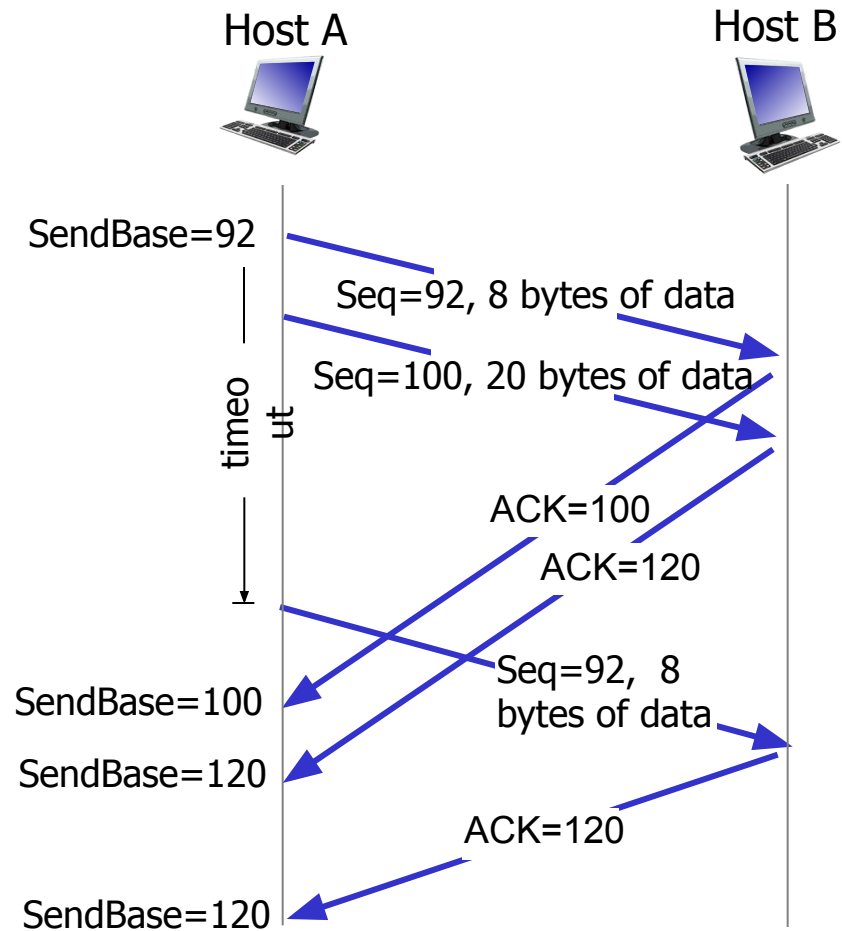 Host A
Host B
SendBase=92
Seq=92, 8 bytes of data
Seq=100, 20 bytes of data
timeo
ut
ACK=100
ACK=120
Seq=92, 8
bytes of data
SendBase=100
SendBase=120
ACK=120
SendBase=120